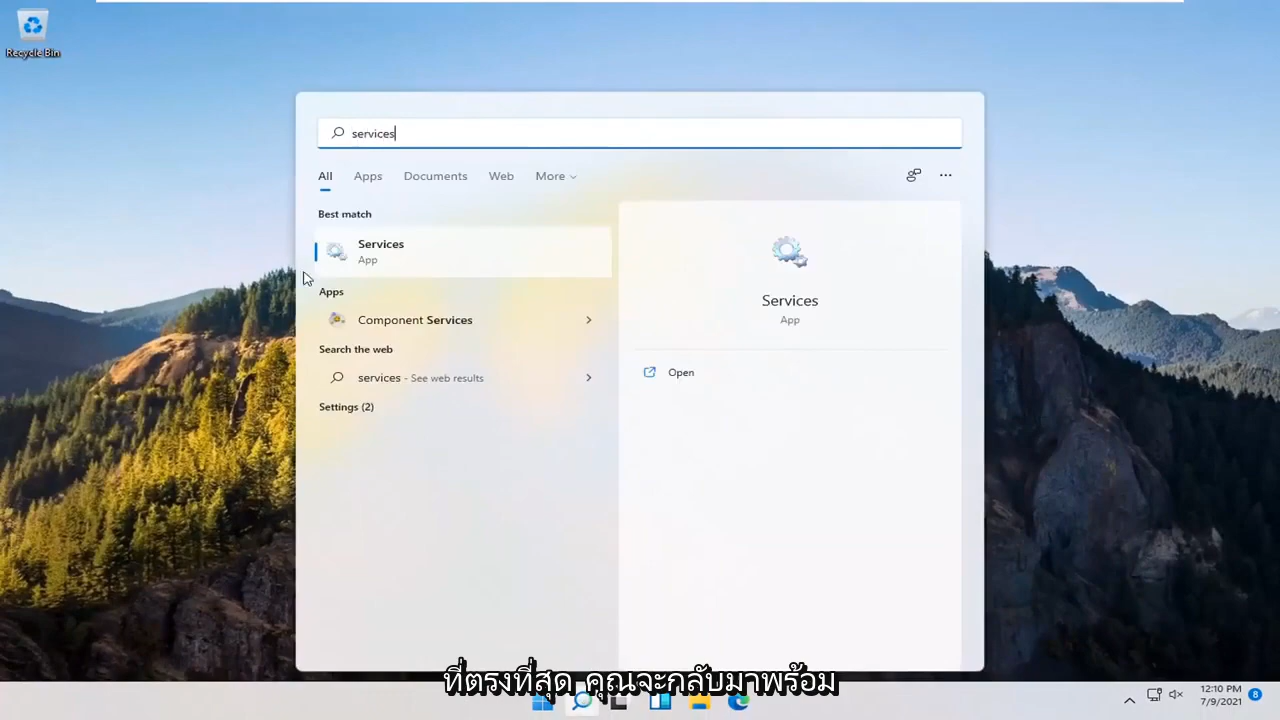 Recycle Bin
services
All Apps Documents Web More
Best match
Services
App
Apps
Component Services
Search the web
services - See web results
Settings (2)
Services
App
Open
ที่ตรงที่สุด คุณจะกลับมาพร้อม
12:10 PM
7/9/2021
8